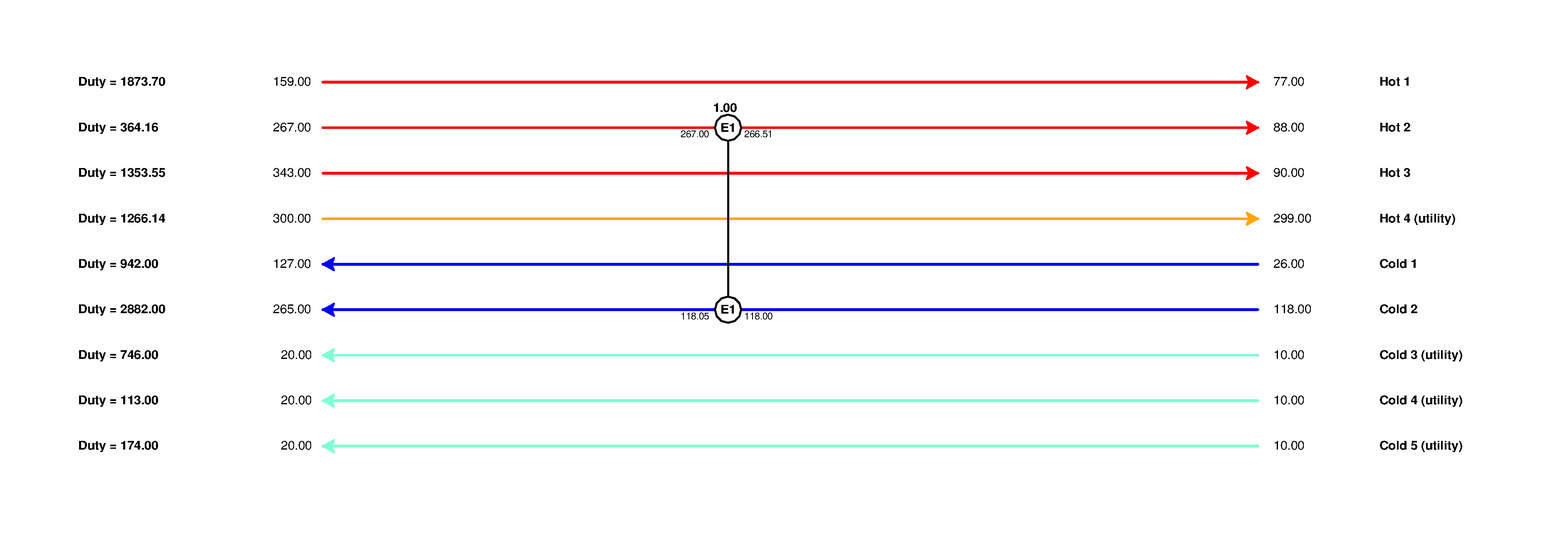 Duty = 1873.70 159.00 77.00 Hot 1
1.00
Duty = 364.16 267.00 267.00 E1 266.51 88.00 Hot 2
Duty = 1353.55 343.00 90.00 Hot 3
Duty = 1266.14 300.00 299.00 Hot 4 (utility)
Duty = 942.00 127.00 26.00 Cold 1
Duty = 2882.00 265.00 118.05 E1 118.00 118.00 Cold 2
Duty = 746.00 20.00 10.00 Cold 3 (utility)
Duty = 113.00 20.00 10.00 Cold 4 (utility)
Duty = 174.00 20.00 10.00 Cold 5 (utility)